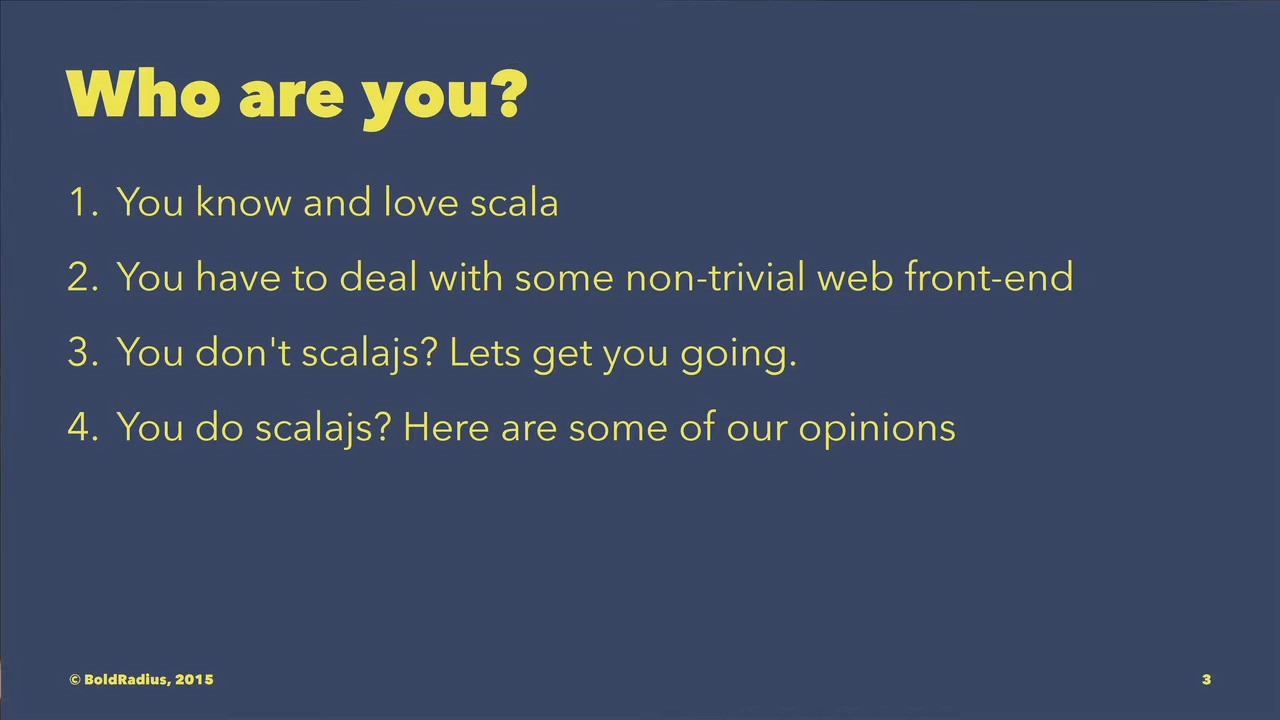 Who are you?
1. You know and love scala
2. You have to deal with some non-trivial web front-end
3. You don't scalajs? Lets get you going.
4. You do scalajs? Here are some of our opinions
© BoldRadius, 2015
3